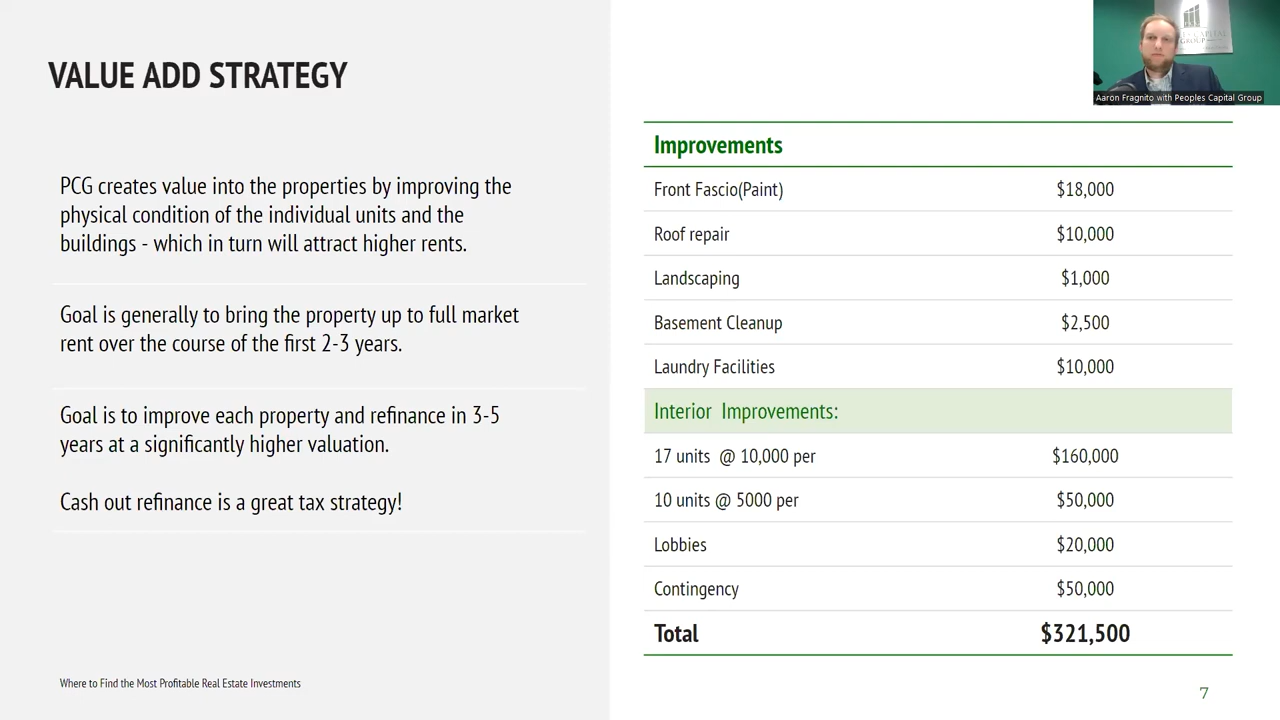 VALUE ADD STRATEGY
PCG creates value into the properties by improving the
physical condition of the individual units and the
buildings - which in turn will attract higher rents.
Goal is generally to bring the property up to full market
rent over the course of the first 2-3 years.
Goal is to improve each property and refinance in 3-5
years at a significantly higher valuation.
Cash out refinance is a great tax strategy!
Where to Find the Most Profitable Real Estate Investments
Aaron Fragnito with Peoples Capital Group
Improvements
Front Fascio(Paint) $18,000
Roof repair $10,000
Landscaping $1,000
Basement Cleanup $2,500
Laundry Facilities $10,000
Interior Improvements:
17 units @ 10,000 per $160,000
10 units @ 5000 per $50,000
Lobbies $20,000
Contingency $50,000
Total $321,500
7